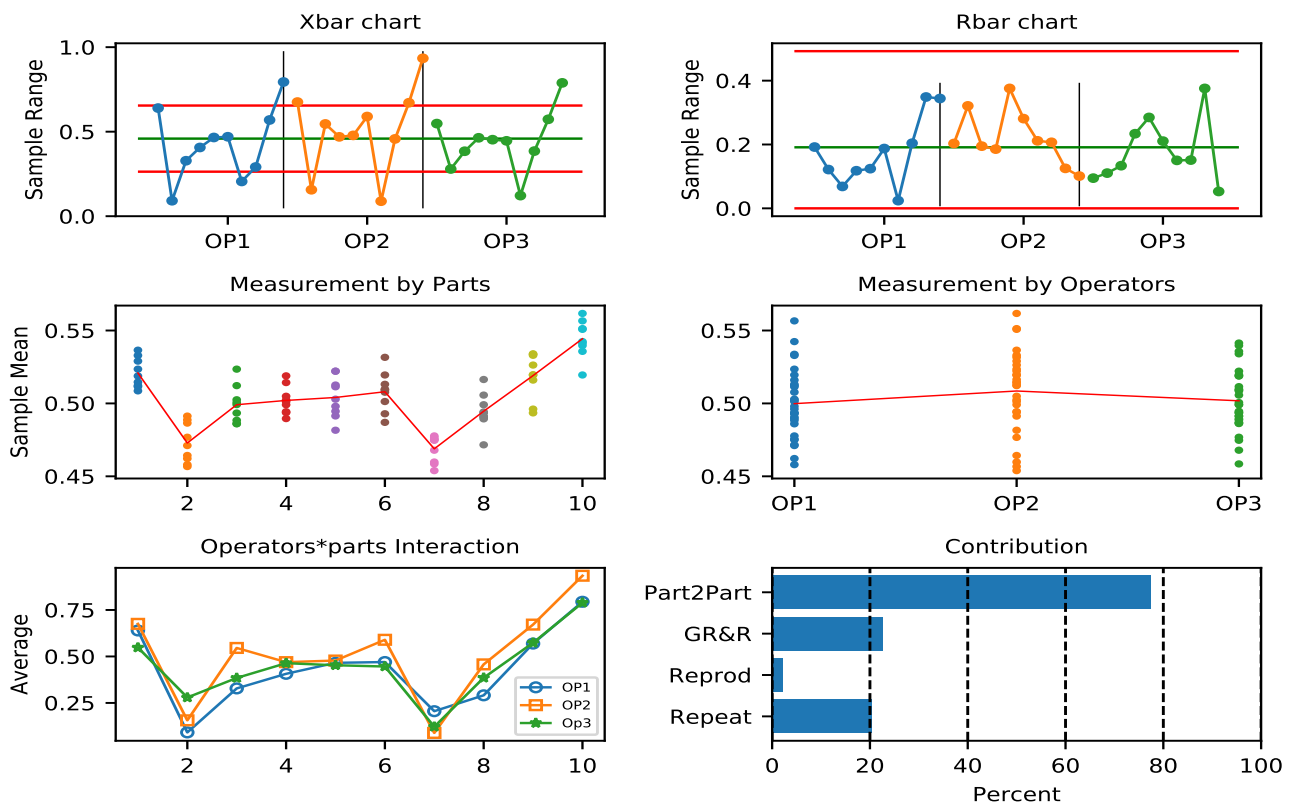 Xbar chart
Sample Range
1.0
0.5
0.0
OP1 OP2 OP3
Rbar chart
Sample Range
0.4
0.2
0.0
OP1 OP2 OP3
Measurement by Parts
Sample Mean
0.55
0.50
0.45
2 4 6 8 10
Measurement by Operators
0.55
0.50
0.45
OP1 OP2 OP3
Operators*parts Interaction
Average
0.75
0.50
0.25
OP1
OP2
Op3
2 4 6 8 10
Contribution
Part2Part
GR&R
Reprod
Repeat
0 20 40 60 80 100
Percent